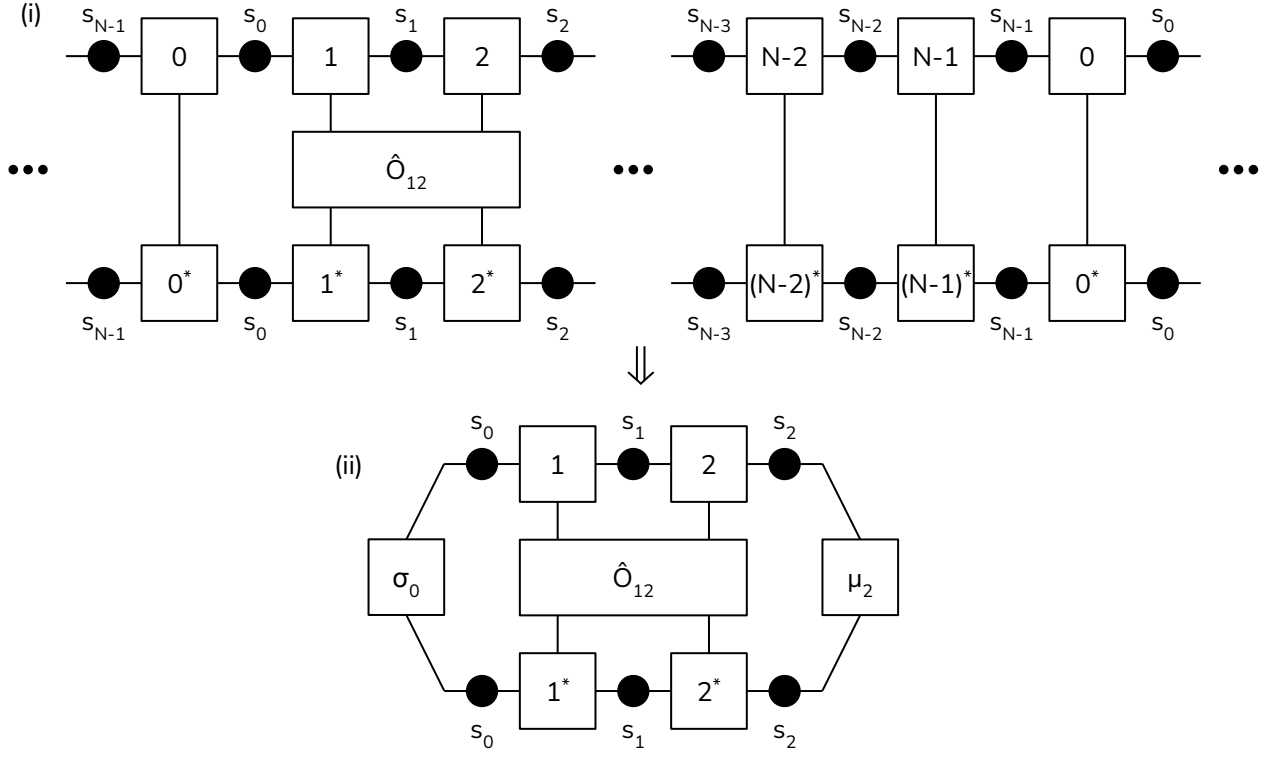 (i)
s_{N-1} s_0 s_1 s_2 s_{N-3} s_{N-2} s_{N-1} s_0
0 1 2 N-2 N-1 0
••• Ô_{12} ••• •••
0^* 1^* 2^* (N-2)^* (N-1)^* 0^*
s_{N-1} s_0 s_1 s_2 s_{N-3} s_{N-2} s_{N-1} s_0
⇓
s_0 s_1 s_2
(ii) 1 2
σ_0 Ô_{12} μ_2
1^* 2^*
s_0 s_1 s_2